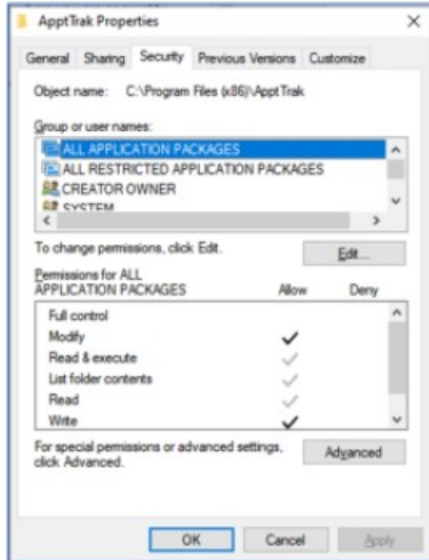 ApptTrak Properties
General Sharing Security Previous Versions Customize
Object name: C:\Program Files (x86)\ApptTrak
Group or user names:
ALL APPLICATION PACKAGES
ALL RESTRICTED APPLICATION PACKAGES
CREATOR OWNER
SYSTEM
To change permissions, click Edit.
Edit...
Permissions for ALL
APPLICATION PACKAGES Allow Deny
Full control
Modify
Read & execute
List folder contents
Read
Write
For special permissions or advanced settings,
click Advanced.
Advanced
OK Cancel Apply